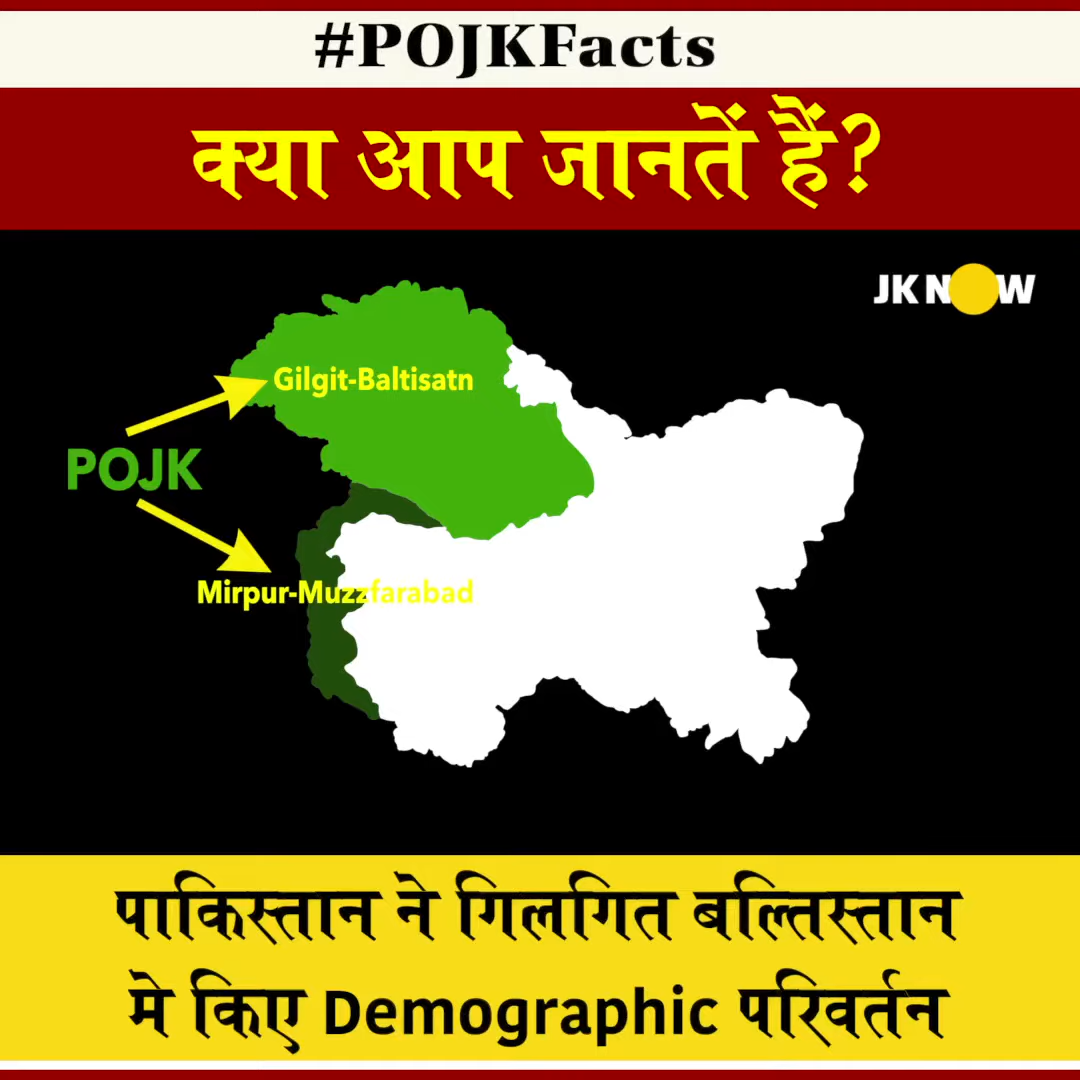 #POJKFacts
क्या आप जानतें हैं?
JK NOW
Gilgit-Baltisatn
POJK
Mirpur-Muzzfarabad
पाकिस्तान ने गिलगित बल्तिस्तान
मे किए Demographic परिवर्तन